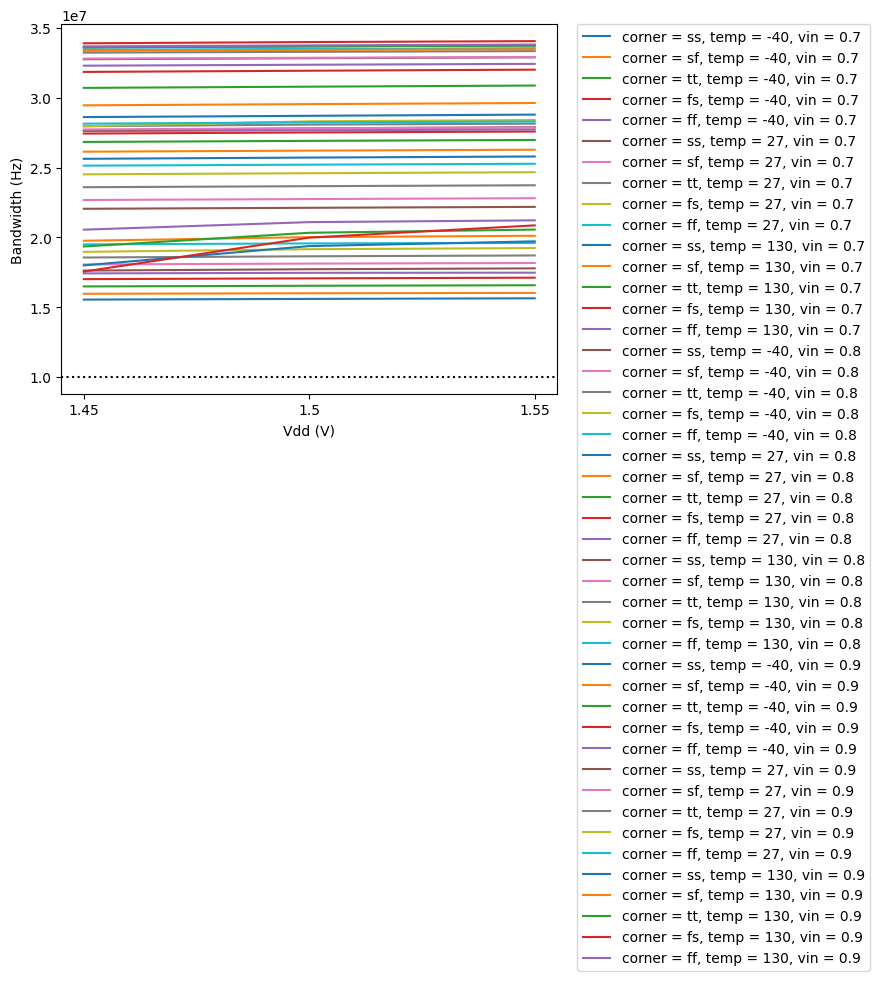 1e7
3.5
3.0
2.5
2.0
1.5
1.0
Bandwidth (Hz)
1.45
1.5
1.55
Vdd (V)
corner = ss, temp = -40, vin = 0.7
corner = sf, temp = -40, vin = 0.7
corner = tt, temp = -40, vin = 0.7
corner = fs, temp = -40, vin = 0.7
corner = ff, temp = -40, vin = 0.7
corner = ss, temp = 27, vin = 0.7
corner = sf, temp = 27, vin = 0.7
corner = tt, temp = 27, vin = 0.7
corner = fs, temp = 27, vin = 0.7
corner = ff, temp = 27, vin = 0.7
corner = ss, temp = 130, vin = 0.7
corner = sf, temp = 130, vin = 0.7
corner = tt, temp = 130, vin = 0.7
corner = fs, temp = 130, vin = 0.7
corner = ff, temp = 130, vin = 0.7
corner = ss, temp = -40, vin = 0.8
corner = sf, temp = -40, vin = 0.8
corner = tt, temp = -40, vin = 0.8
corner = fs, temp = -40, vin = 0.8
corner = ff, temp = -40, vin = 0.8
corner = ss, temp = 27, vin = 0.8
corner = sf, temp = 27, vin = 0.8
corner = tt, temp = 27, vin = 0.8
corner = fs, temp = 27, vin = 0.8
corner = ff, temp = 27, vin = 0.8
corner = ss, temp = 130, vin = 0.8
corner = sf, temp = 130, vin = 0.8
corner = tt, temp = 130, vin = 0.8
corner = fs, temp = 130, vin = 0.8
corner = ff, temp = 130, vin = 0.8
corner = ss, temp = -40, vin = 0.9
corner = sf, temp = -40, vin = 0.9
corner = tt, temp = -40, vin = 0.9
corner = fs, temp = -40, vin = 0.9
corner = ff, temp = -40, vin = 0.9
corner = ss, temp = 27, vin = 0.9
corner = sf, temp = 27, vin = 0.9
corner = tt, temp = 27, vin = 0.9
corner = fs, temp = 27, vin = 0.9
corner = ff, temp = 27, vin = 0.9
corner = ss, temp = 130, vin = 0.9
corner = sf, temp = 130, vin = 0.9
corner = tt, temp = 130, vin = 0.9
corner = fs, temp = 130, vin = 0.9
corner = ff, temp = 130, vin = 0.9